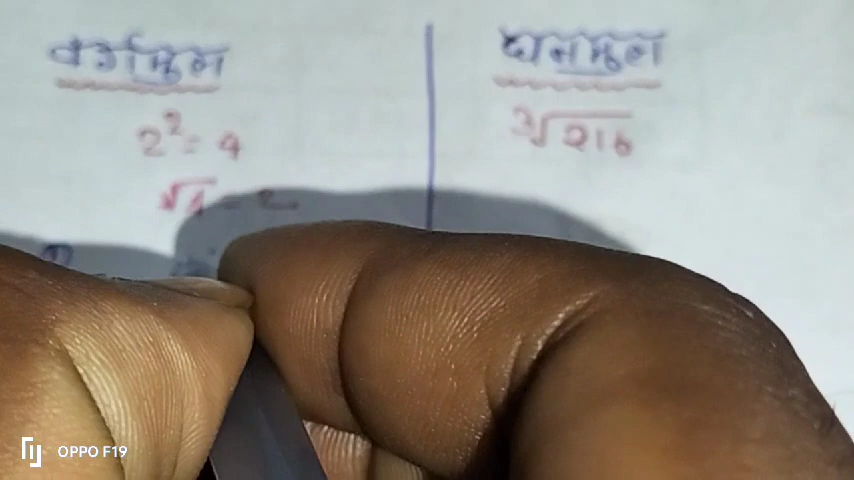 वर्गमुल
2² = 4
√4 = 2
घनमुल
∛216
OPPO F19